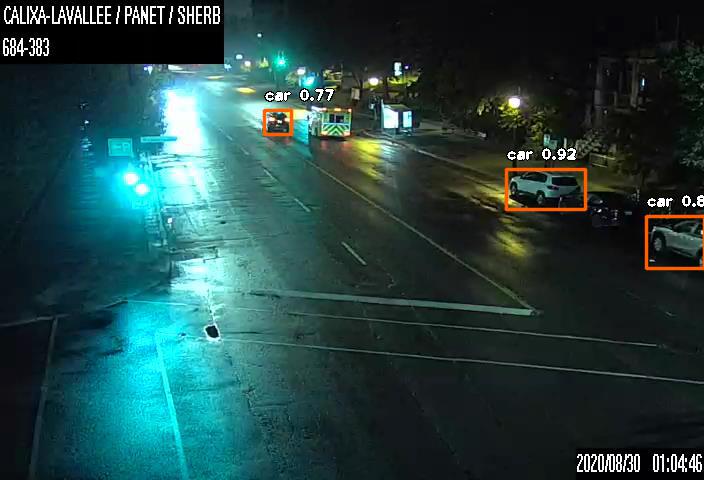 CALIXA-LAVALLEE / PANET / SHERB
684-383
car 0.77
car 0.92
car 0.8
2020/08/30 01:04:46